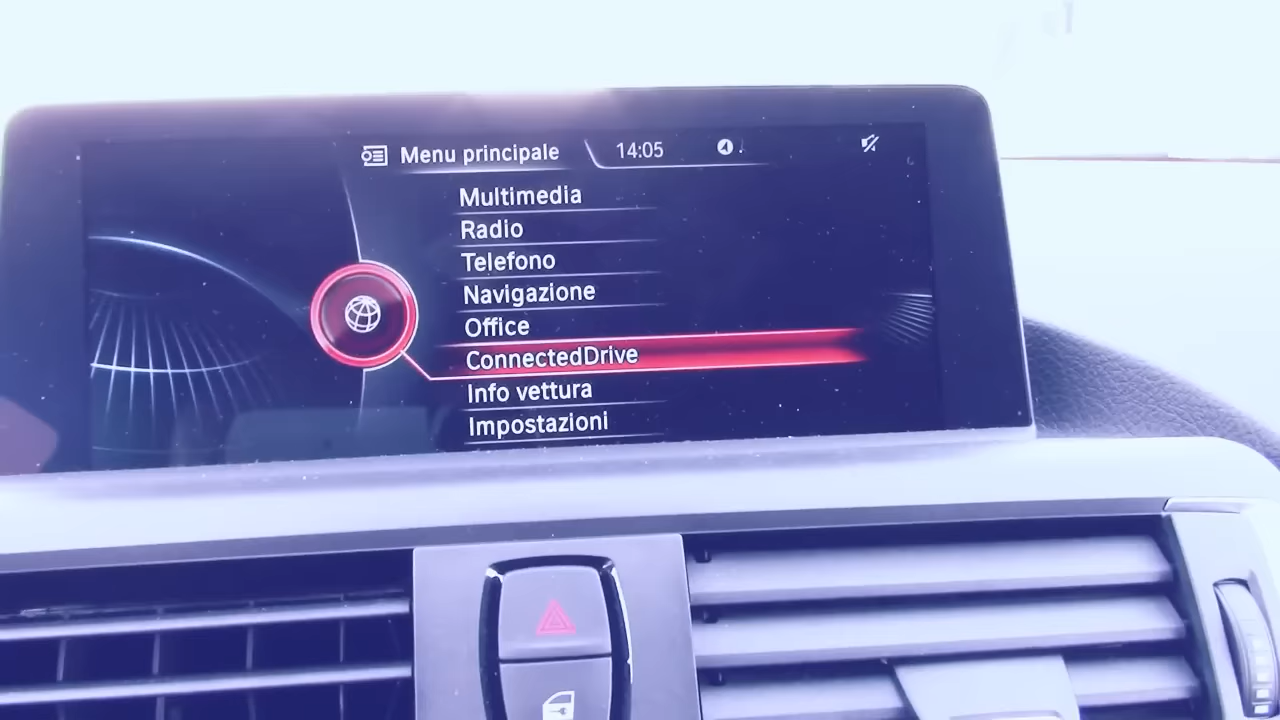 Menu principale
14:05
Multimedia
Radio
Telefono
Navigazione
Office
ConnectedDrive
Info vettura
Impostazioni